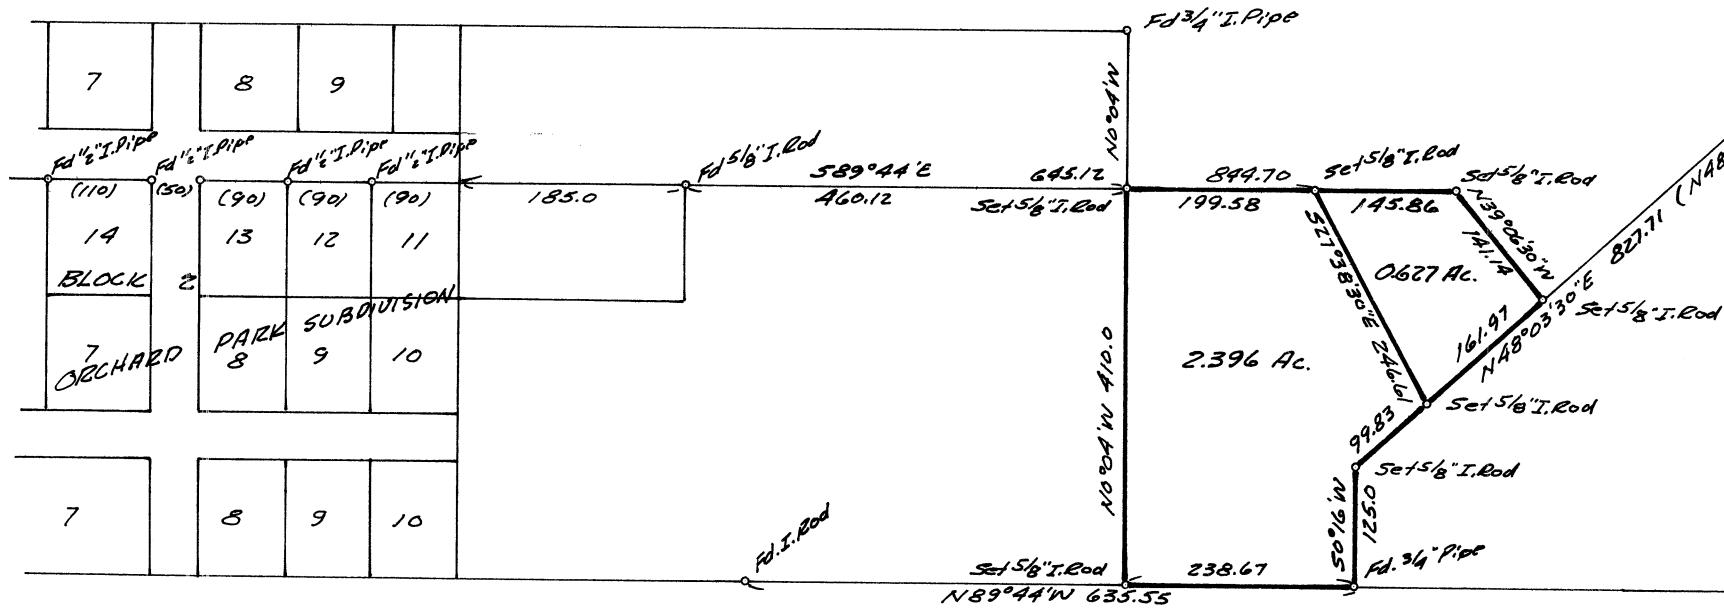 Fd 3/4" I. Pipe
7
8
9
N0°04'W
Fd 1/2" I. Pipe
Fd 1/2" I. Pipe
Fd 1/2" I. Pipe
Fd 1/2" I. Pipe
Fd 5/8" I. Rod
S89°44'E
645.12
844.70
Set 5/8" I. Rod
Set 5/8" I. Rod
(110)
(50)
(90)
(90)
(90)
185.0
460.12
Set 5/8" I. Rod
199.58
145.86
N39°06'30"W
141.14
827.71 (N48
14
13
12
11
BLOCK 2
S27°38'30"E 246.61
0.627 Ac.
Set 5/8" I. Rod
ORCHARD PARK SUBDIVISION
7
8
9
10
2.396 Ac.
161.97
N48°03'30"E
N0°04'W 410.0
Set 5/8" I. Rod
99.83
Set 5/8" I. Rod
7
8
9
10
S0°16'W
125.0
Fd. I. Rod
Set 5/8" I. Rod
238.67
Fd. 3/4" Pipe
N89°44'W 635.55